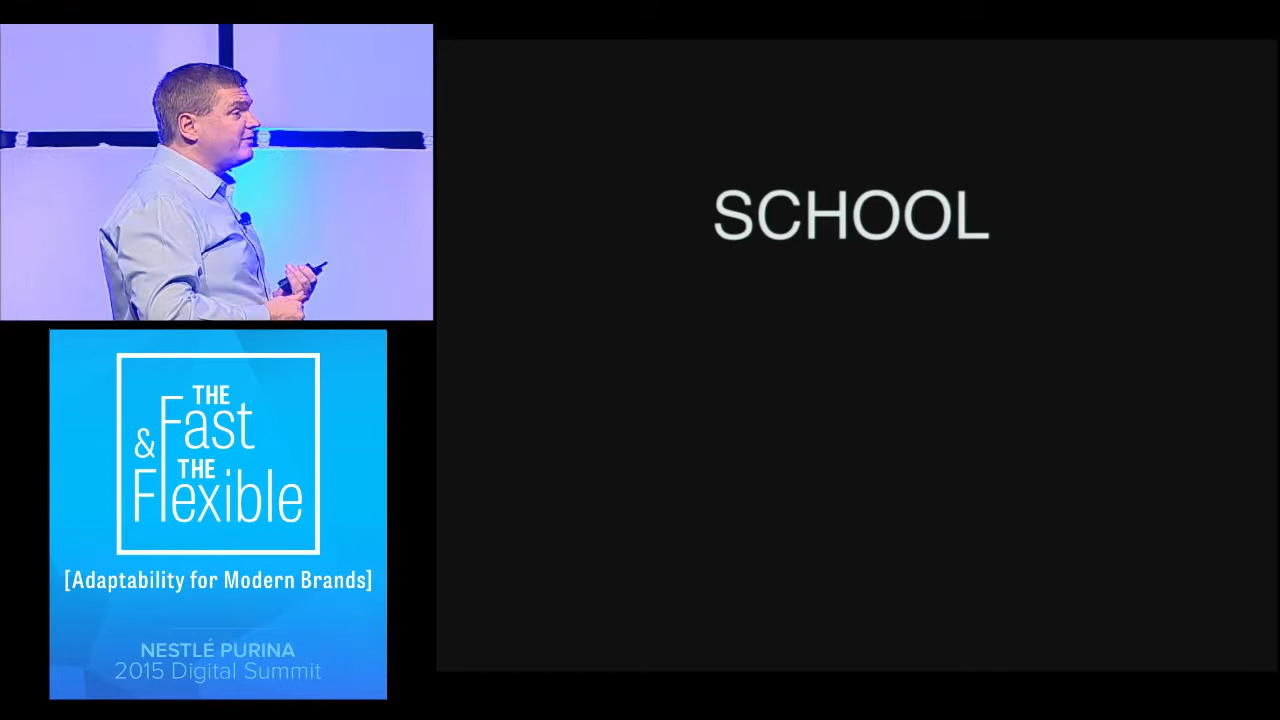 SCHOOL
THE
Fast
&
THE
Flexible
[Adaptability for Modern Brands]
NESTLÉ PURINA
2015 Digital Summit